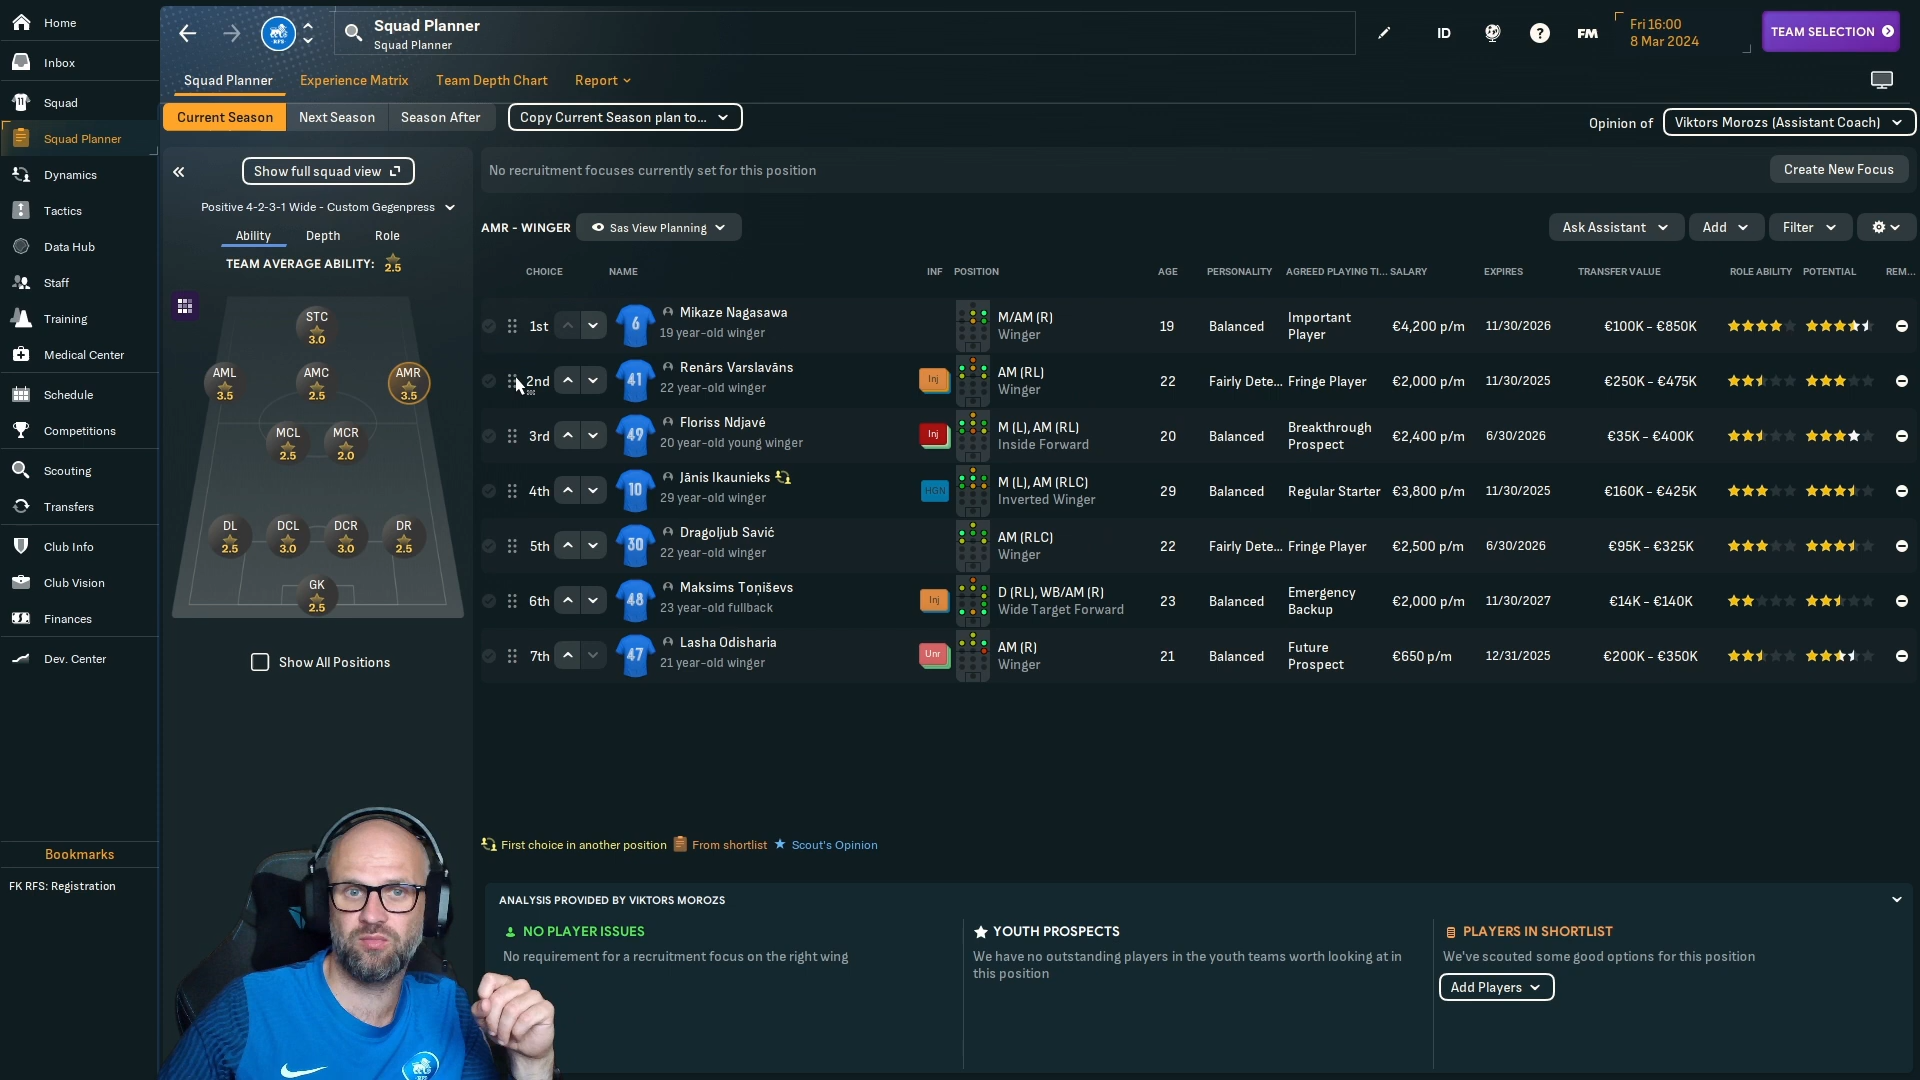 Home
Inbox
Squad
Squad Planner
Dynamics
Tactics
Data Hub
Staff
Training
Medical Center
Schedule
Competitions
Scouting
Transfers
Club Info
Club Vision
Finances
Dev. Center
Bookmarks
FK RFS: Registration
Squad Planner
Squad Planner
ID
FM
Fri 16:00
8 Mar 2024
TEAM SELECTION
Squad Planner Experience Matrix Team Depth Chart Report
Current Season Next Season Season After Copy Current Season plan to...
Opinion of Viktors Morozs (Assistant Coach)
Show full squad view
Positive 4-2-3-1 Wide - Custom Gegenpress
Ability Depth Role
TEAM AVERAGE ABILITY: 2.5
STC
3.0
AML AMC AMR
3.5 2.5 3.5
MCL MCR
2.5 2.0
DL DCL DCR DR
2.5 3.0 3.0 2.5
GK
2.5
Show All Positions
No recruitment focuses currently set for this position
Create New Focus
AMR - WINGER Sas View Planning
Ask Assistant Add Filter
CHOICE NAME INF POSITION AGE PERSONALITY AGREED PLAYING TI... SALARY EXPIRES TRANSFER VALUE ROLE ABILITY POTENTIAL REM...
1st 6 Mikaze Nagasawa
19 year-old winger
M/AM (R)
Winger
19 Balanced Important
Player
€4,200 p/m 11/30/2026 €100K - €850K
2nd 41 Renārs Varslavāns
22 year-old winger
Inj
AM (RL)
Winger
22 Fairly Dete... Fringe Player €2,000 p/m 11/30/2025 €250K - €475K
3rd 49 Floriss Ndjavé
20 year-old young winger
Inj
M (L), AM (RL)
Inside Forward
20 Balanced Breakthrough
Prospect
€2,400 p/m 6/30/2026 €35K - €400K
4th 10 Jānis Ikaunieks
29 year-old winger
HGN
M (L), AM (RLC)
Inverted Winger
29 Balanced Regular Starter €3,800 p/m 11/30/2025 €160K - €425K
5th 30 Dragoljub Savić
22 year-old winger
AM (RLC)
Winger
22 Fairly Dete... Fringe Player €2,500 p/m 6/30/2026 €95K - €325K
6th 48 Maksims Toņiševs
23 year-old fullback
Inj
D (RL), WB/AM (R)
Wide Target Forward
23 Balanced Emergency
Backup
€2,000 p/m 11/30/2027 €14K - €140K
7th 47 Lasha Odisharia
21 year-old winger
Unr
AM (R)
Winger
21 Balanced Future
Prospect
€650 p/m 12/31/2025 €200K - €350K
First choice in another position From shortlist Scout's Opinion
ANALYSIS PROVIDED BY VIKTORS MOROZS
NO PLAYER ISSUES
No requirement for a recruitment focus on the right wing
YOUTH PROSPECTS
We have no outstanding players in the youth teams worth looking at in
this position
PLAYERS IN SHORTLIST
We've scouted some good options for this position
Add Players